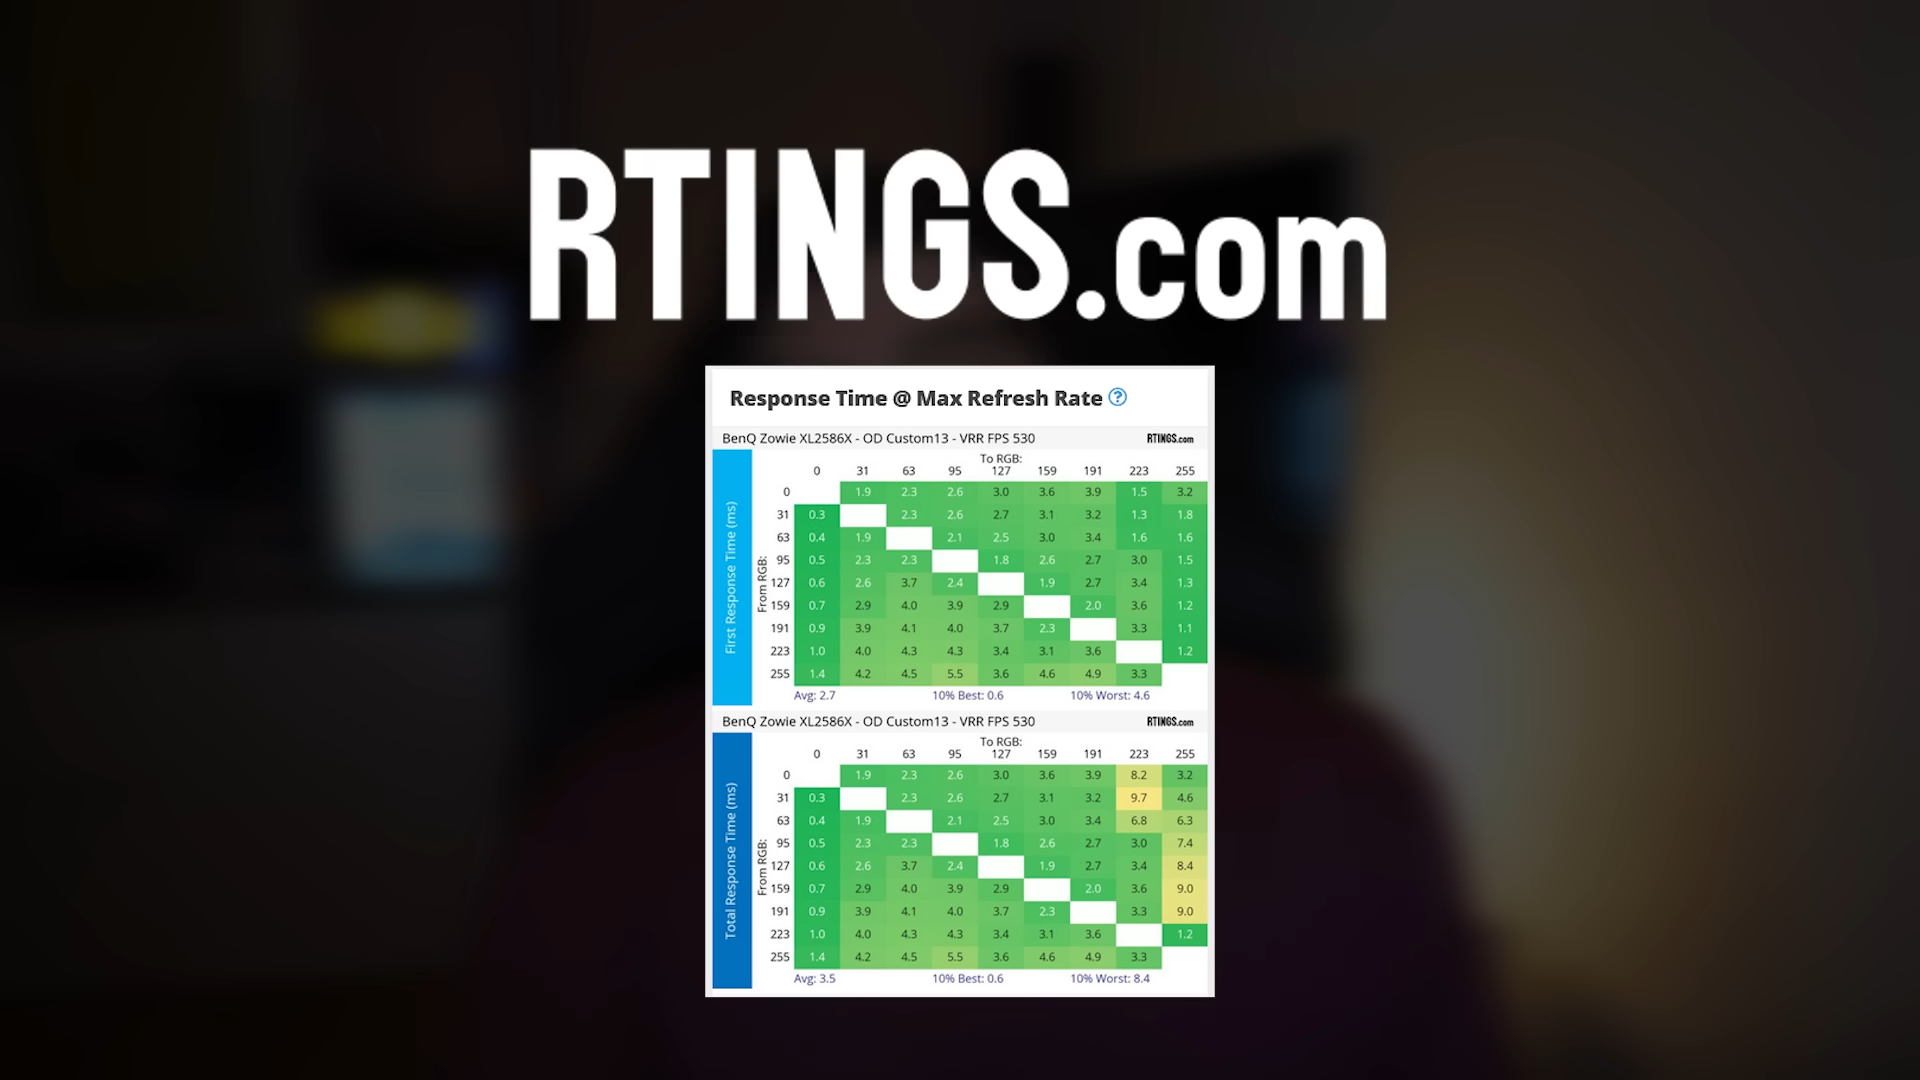 RTINGS.com
Response Time @ Max Refresh Rate ?
BenQ Zowie XL2586X - OD Custom13 - VRR FPS 530 RTINGS.com
To RGB:
0 31 63 95 127 159 191 223 255
First Response Time (ms)
From RGB:
0 1.9 2.3 2.6 3.0 3.6 3.9 1.5 3.2
31 0.3 2.3 2.6 2.7 3.1 3.2 1.3 1.8
63 0.4 1.9 2.1 2.5 3.0 3.4 1.6 1.6
95 0.5 2.3 2.3 1.8 2.6 2.7 3.0 1.5
127 0.6 2.6 3.7 2.4 1.9 2.7 3.4 1.3
159 0.7 2.9 4.0 3.9 2.9 2.0 3.6 1.2
191 0.9 3.9 4.1 4.0 3.7 2.3 3.3 1.1
223 1.0 4.0 4.3 4.3 3.4 3.1 3.6 1.2
255 1.4 4.2 4.5 5.5 3.6 4.6 4.9 3.3
Avg: 2.7 10% Best: 0.6 10% Worst: 4.6
BenQ Zowie XL2586X - OD Custom13 - VRR FPS 530 RTINGS.com
To RGB:
0 31 63 95 127 159 191 223 255
Total Response Time (ms)
From RGB:
0 1.9 2.3 2.6 3.0 3.6 3.9 8.2 3.2
31 0.3 2.3 2.6 2.7 3.1 3.2 9.7 4.6
63 0.4 1.9 2.1 2.5 3.0 3.4 6.8 6.3
95 0.5 2.3 2.3 1.8 2.6 2.7 3.0 7.4
127 0.6 2.6 3.7 2.4 1.9 2.7 3.4 8.4
159 0.7 2.9 4.0 3.9 2.9 2.0 3.6 9.0
191 0.9 3.9 4.1 4.0 3.7 2.3 3.3 9.0
223 1.0 4.0 4.3 4.3 3.4 3.1 3.6 1.2
255 1.4 4.2 4.5 5.5 3.6 4.6 4.9 3.3
Avg: 3.5 10% Best: 0.6 10% Worst: 8.4